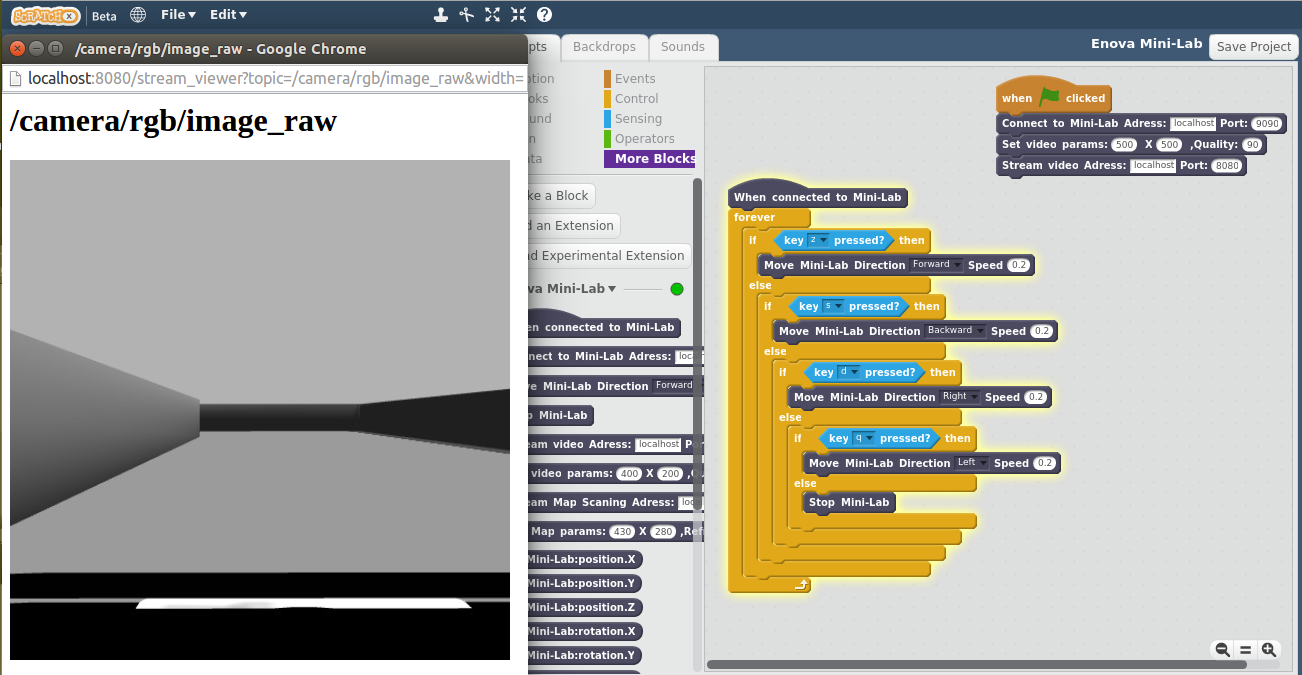 SCRATCHX Beta File▼ Edit▼
/camera/rgb/image_raw - Google Chrome
localhost:8080/stream_viewer?topic=/camera/rgb/image_raw&width=
/camera/rgb/image_raw
pts Backdrops Sounds
Enova Mini-Lab Save Project
otion Events
oks Control
und Sensing
n Operators
ata More Blocks
ke a Block
d an Extension
nd Experimental Extension
va Mini-Lab▼
en connected to Mini-Lab
nnect to Mini-Lab Adress: loc
ve Mini-Lab Direction Forward
p Mini-Lab
eam video Adress: localhost P
video params: 400 X 200 ,Q
eam Map Scaning Adress: loc
Map params: 430 X 280 ,Ref
Mini-Lab:position.X
Mini-Lab:position.Y
Mini-Lab:position.Z
Mini-Lab:rotation.X
Mini-Lab:rotation.Y
when clicked
Connect to Mini-Lab Adress: localhost Port: 9090
Set video params: 500 X 500 ,Quality: 90
Stream video Adress: localhost Port: 8080
When connected to Mini-Lab
forever
if key z pressed? then
Move Mini-Lab Direction Forward Speed 0.2
else
if key s pressed? then
Move Mini-Lab Direction Backward Speed 0.2
else
if key d pressed? then
Move Mini-Lab Direction Right Speed 0.2
else
if key q pressed? then
Move Mini-Lab Direction Left Speed 0.2
else
Stop Mini-Lab